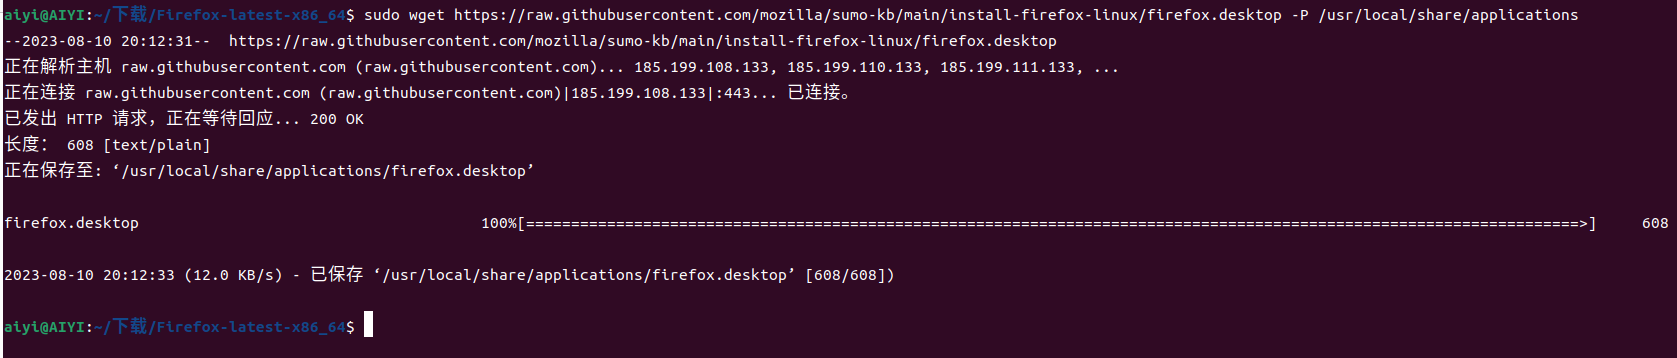 aiyi@AIYI:~/下载/Firefox-latest-x86_64$ sudo wget https://raw.githubusercontent.com/mozilla/sumo-kb/main/install-firefox-linux/firefox.desktop -P /usr/local/share/applications
--2023-08-10 20:12:31--  https://raw.githubusercontent.com/mozilla/sumo-kb/main/install-firefox-linux/firefox.desktop
正在解析主机 raw.githubusercontent.com (raw.githubusercontent.com)... 185.199.108.133, 185.199.110.133, 185.199.111.133, ...
正在连接 raw.githubusercontent.com (raw.githubusercontent.com)|185.199.108.133|:443... 已连接。
已发出 HTTP 请求，正在等待回应... 200 OK
长度： 608 [text/plain]
正在保存至: ‘/usr/local/share/applications/firefox.desktop’
firefox.desktop 100%[=====================================================================================================================>] 608
2023-08-10 20:12:33 (12.0 KB/s) - 已保存 ‘/usr/local/share/applications/firefox.desktop’ [608/608])
aiyi@AIYI:~/下载/Firefox-latest-x86_64$